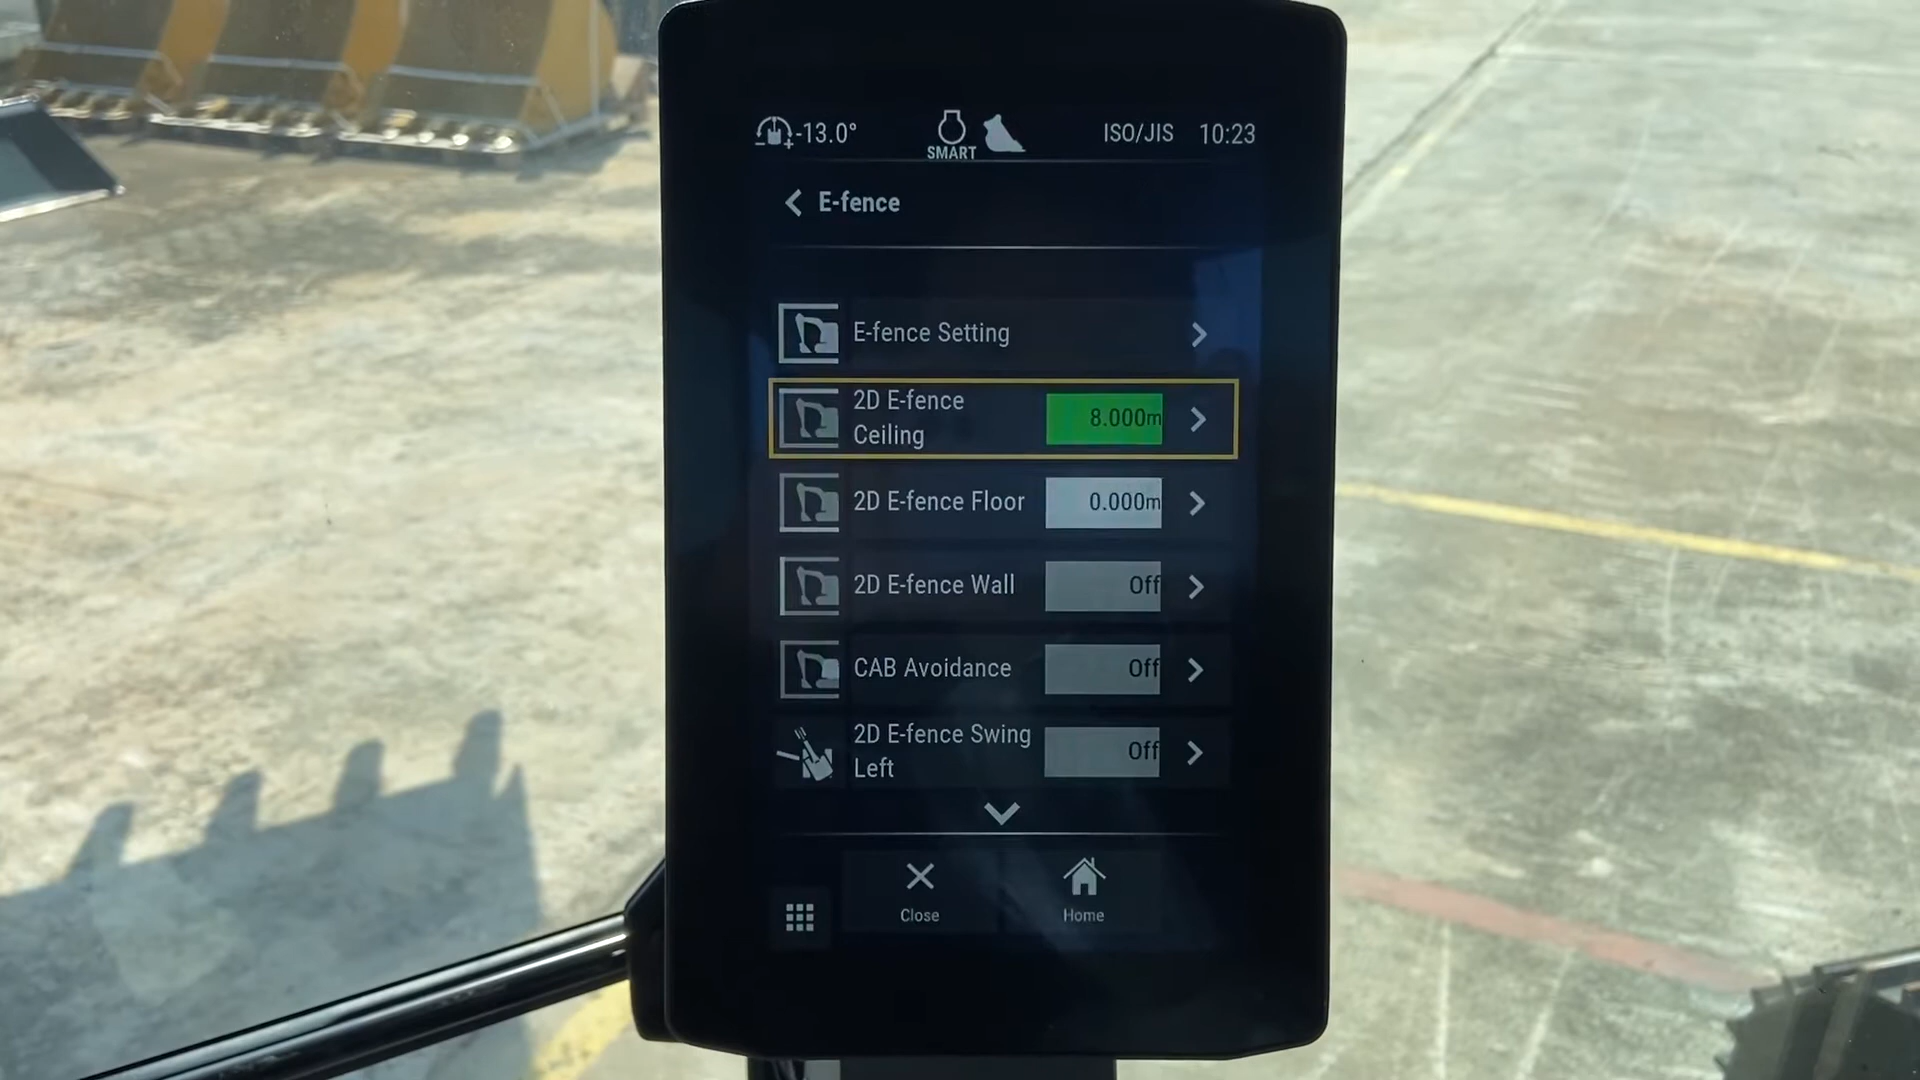 -13.0°
SMART
ISO/JIS 10:23
E-fence
E-fence Setting
2D E-fence
Ceiling
8.000m
2D E-fence Floor 0.000m
2D E-fence Wall Off
CAB Avoidance Off
2D E-fence Swing
Left
Off
Close Home